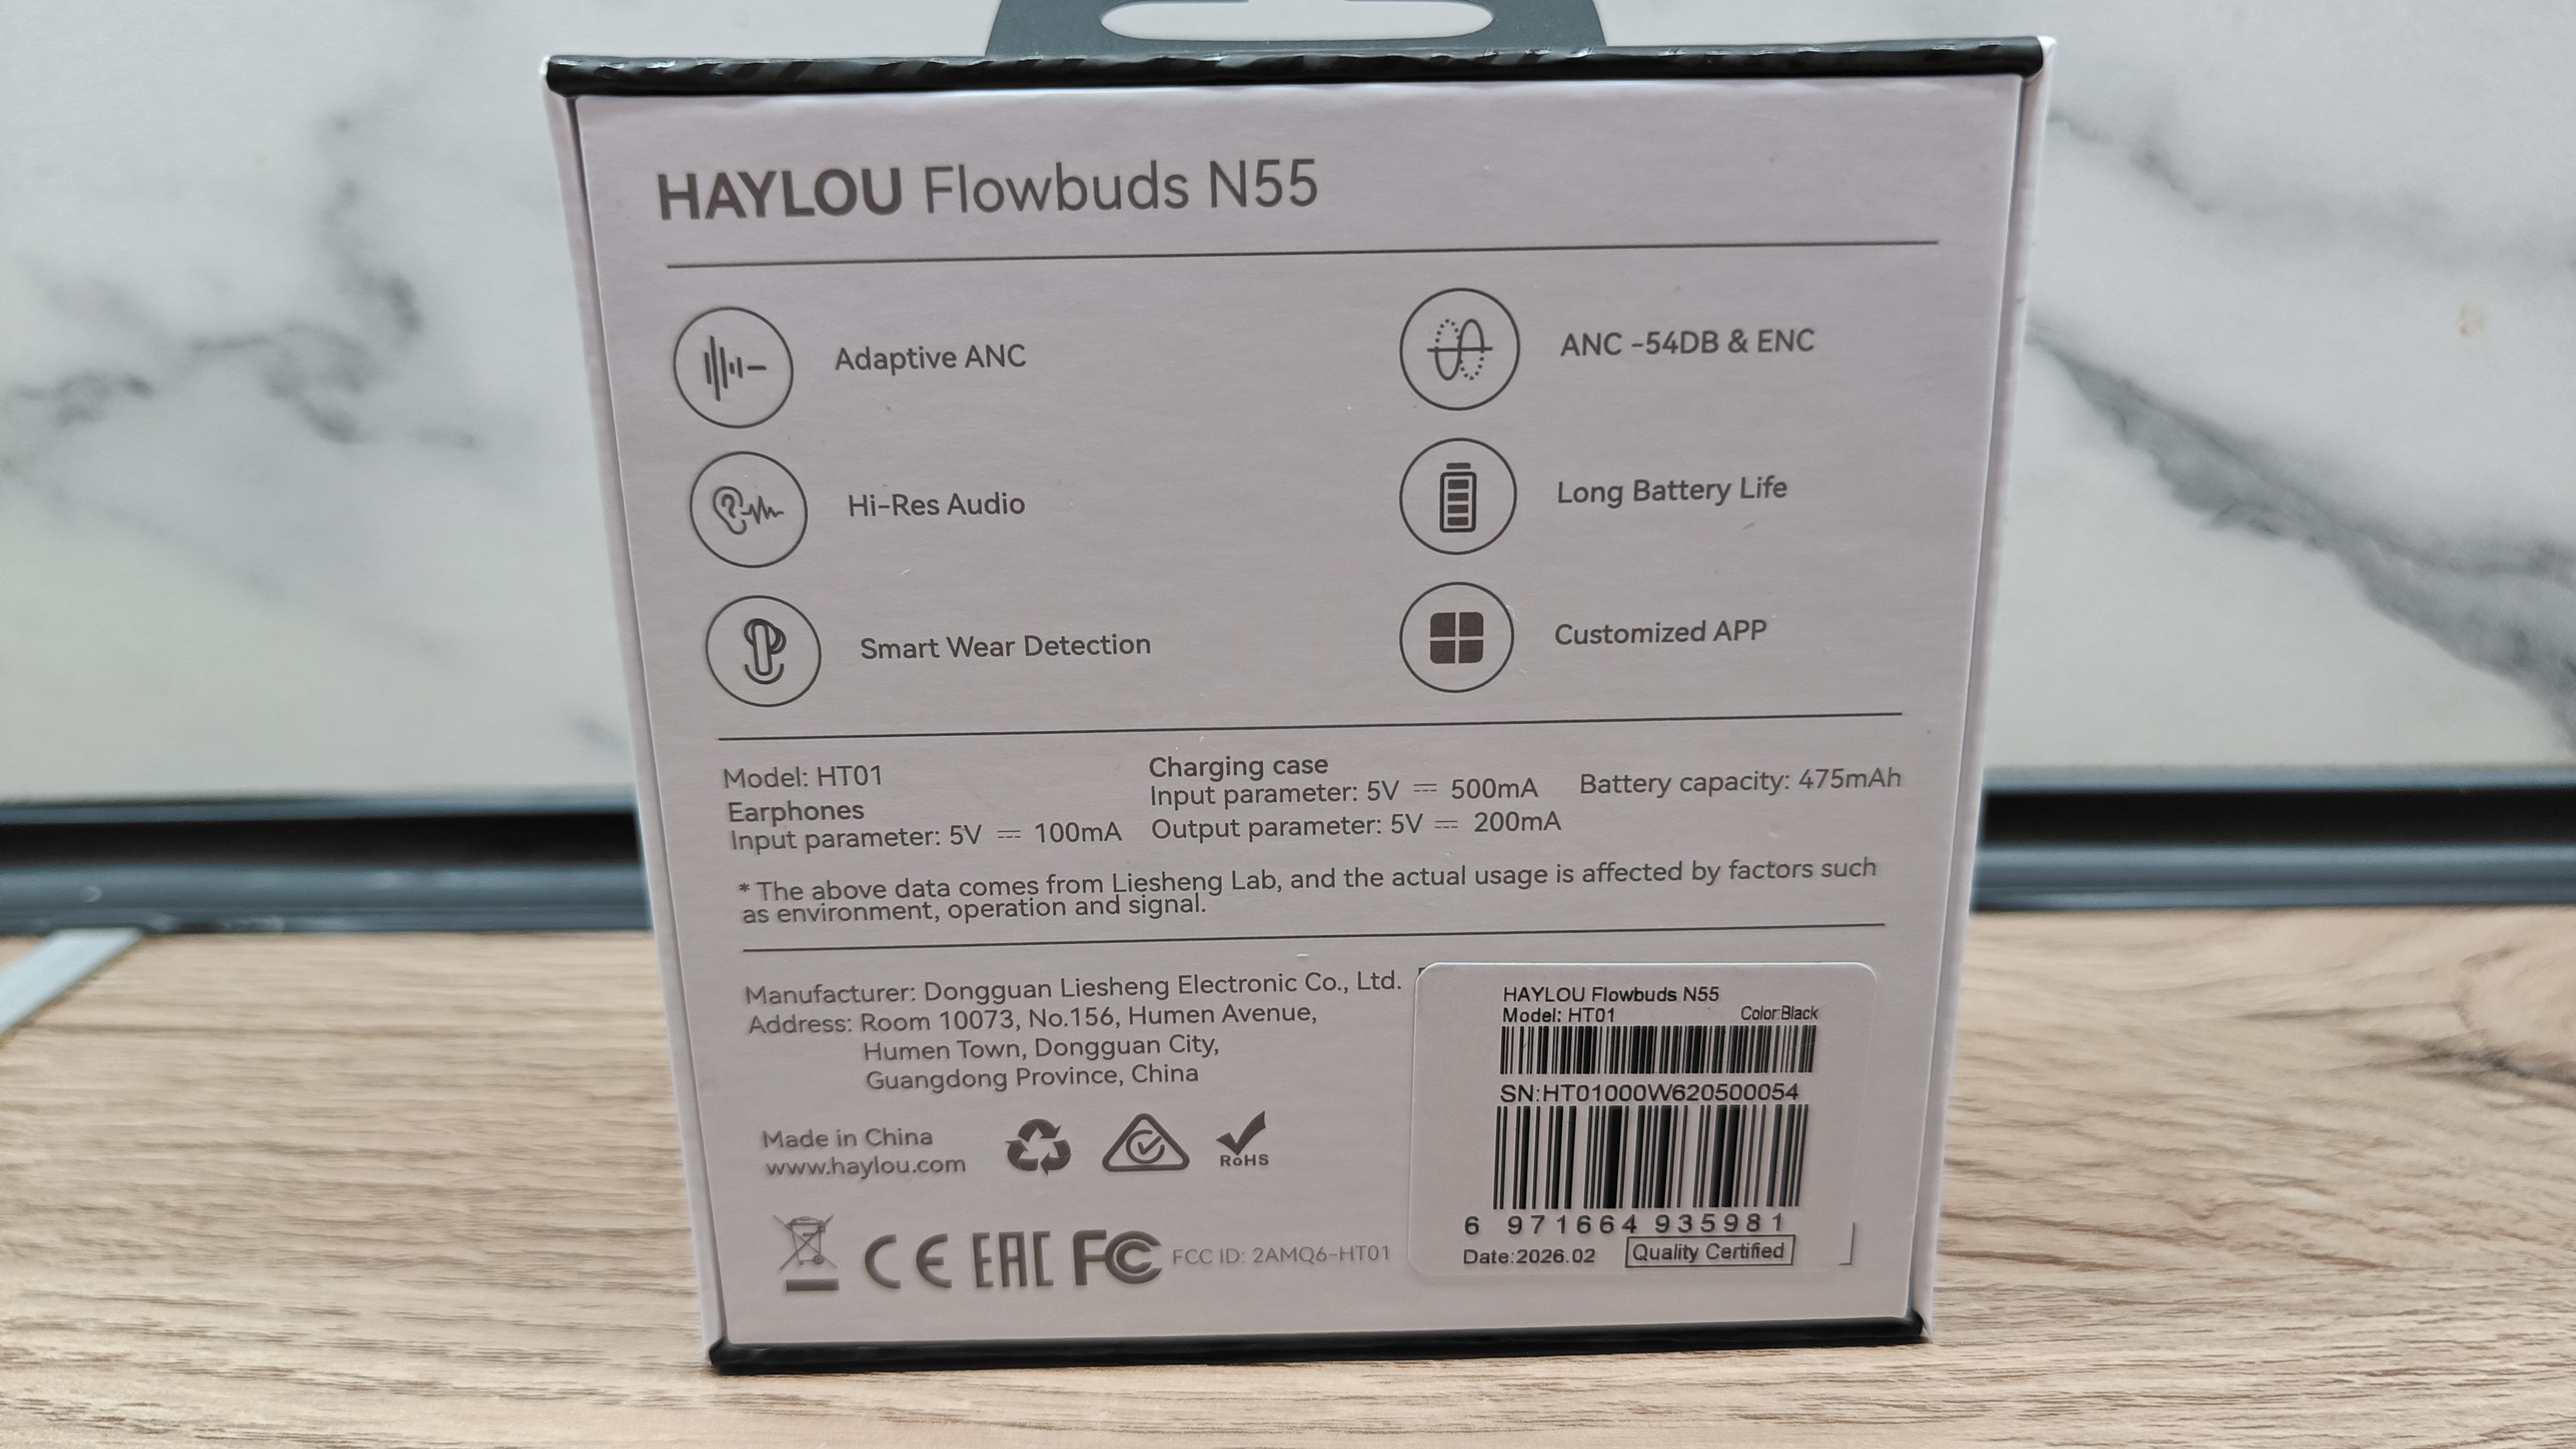 HAYLOU Flowbuds N55
Adaptive ANC
ANC -54DB & ENC
Hi-Res Audio
Long Battery Life
Smart Wear Detection
Customized APP
Model: HT01
Earphones
Input parameter: 5V ⎓ 100mA
Charging case
Input parameter: 5V ⎓ 500mA
Output parameter: 5V ⎓ 200mA
Battery capacity: 475mAh
* The above data comes from Liesheng Lab, and the actual usage is affected by factors such
as environment, operation and signal.
Manufacturer: Dongguan Liesheng Electronic Co., Ltd.
Address: Room 10073, No.156, Humen Avenue,
Humen Town, Dongguan City,
Guangdong Province, China
Made in China
www.haylou.com
RoHS
CE EAC FC FCC ID: 2AMQ6-HT01
HAYLOU Flowbuds N55
Model: HT01 Color:Black
SN:HT01000W620500054
6 971664 935981
Date:2026.02 Quality Certified